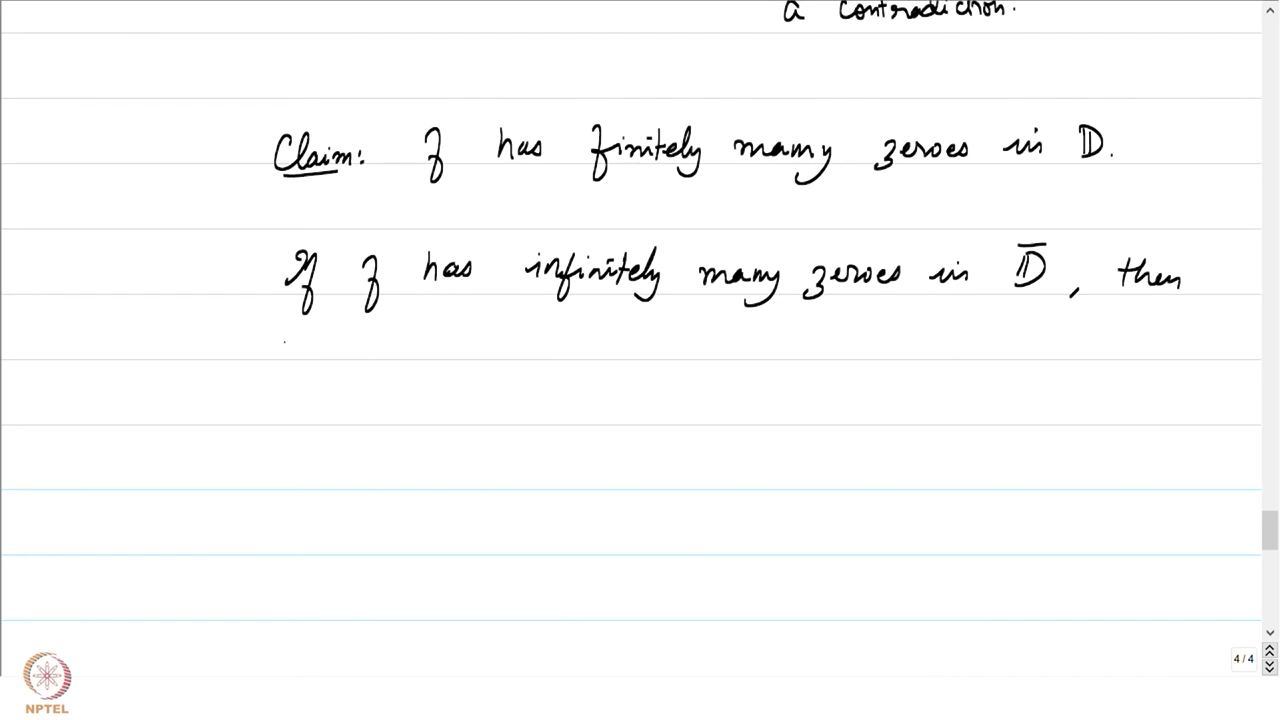 a contradiction.
Claim: f has finitely many zeroes in 𝔻.
If f has infinitely many zeroes in 𝔻̅, then
4 / 4
NPTEL